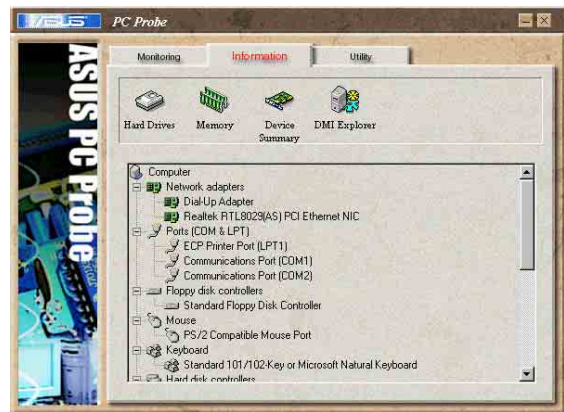 ASUS PC Probe
ASUS PC Probe
Monitoring Information Utility
Hard Drives Memory Device Summary DMI Explorer
Computer
Network adapters
Dial-Up Adapter
Realtek RTL8029(AS) PCI Ethernet NIC
Ports (COM & LPT)
ECP Printer Port (LPT1)
Communications Port (COM1)
Communications Port (COM2)
Floppy disk controllers
Standard Floppy Disk Controller
Mouse
PS/2 Compatible Mouse Port
Keyboard
Standard 101/102-Key or Microsoft Natural Keyboard
Hard disk controllers